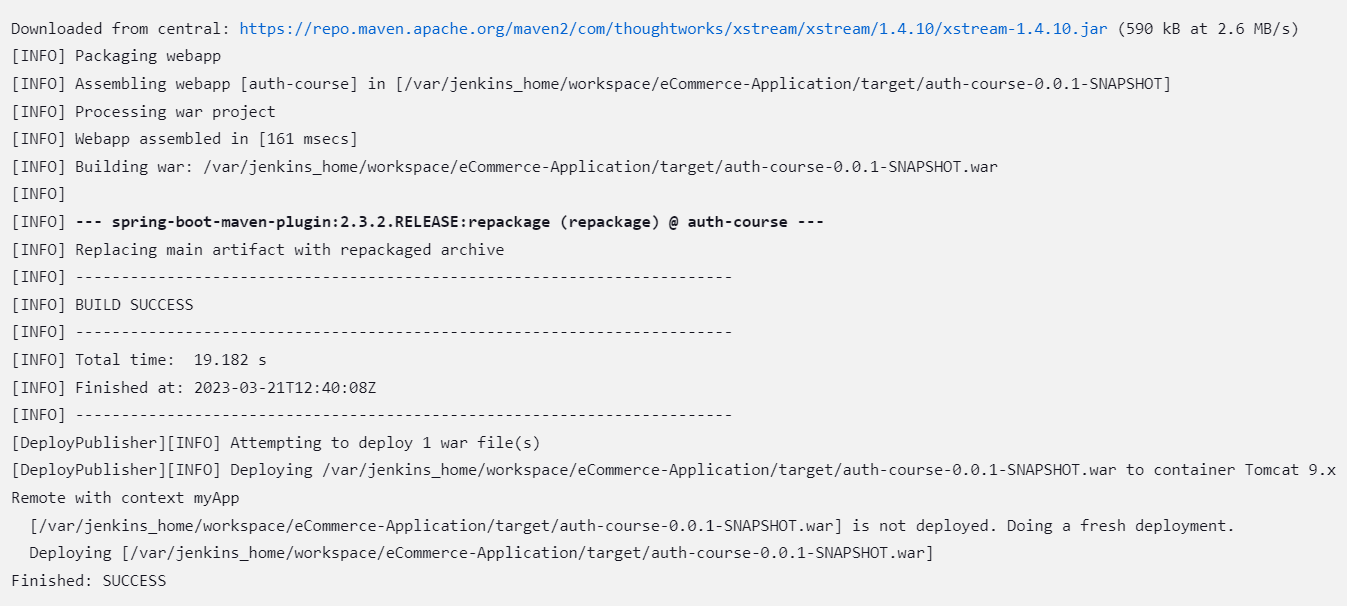 Downloaded from central: https://repo.maven.apache.org/maven2/com/thoughtworks/xstream/xstream/1.4.10/xstream-1.4.10.jar (590 kB at 2.6 MB/s)
[INFO] Packaging webapp
[INFO] Assembling webapp [auth-course] in [/var/jenkins_home/workspace/eCommerce-Application/target/auth-course-0.0.1-SNAPSHOT]
[INFO] Processing war project
[INFO] Webapp assembled in [161 msecs]
[INFO] Building war: /var/jenkins_home/workspace/eCommerce-Application/target/auth-course-0.0.1-SNAPSHOT.war
[INFO]
[INFO] --- spring-boot-maven-plugin:2.3.2.RELEASE:repackage (repackage) @ auth-course ---
[INFO] Replacing main artifact with repackaged archive
[INFO] ------------------------------------------------------------------------
[INFO] BUILD SUCCESS
[INFO] ------------------------------------------------------------------------
[INFO] Total time:  19.182 s
[INFO] Finished at: 2023-03-21T12:40:08Z
[INFO] ------------------------------------------------------------------------
[DeployPublisher][INFO] Attempting to deploy 1 war file(s)
[DeployPublisher][INFO] Deploying /var/jenkins_home/workspace/eCommerce-Application/target/auth-course-0.0.1-SNAPSHOT.war to container Tomcat 9.x
Remote with context myApp
  [/var/jenkins_home/workspace/eCommerce-Application/target/auth-course-0.0.1-SNAPSHOT.war] is not deployed. Doing a fresh deployment.
  Deploying [/var/jenkins_home/workspace/eCommerce-Application/target/auth-course-0.0.1-SNAPSHOT.war]
Finished: SUCCESS